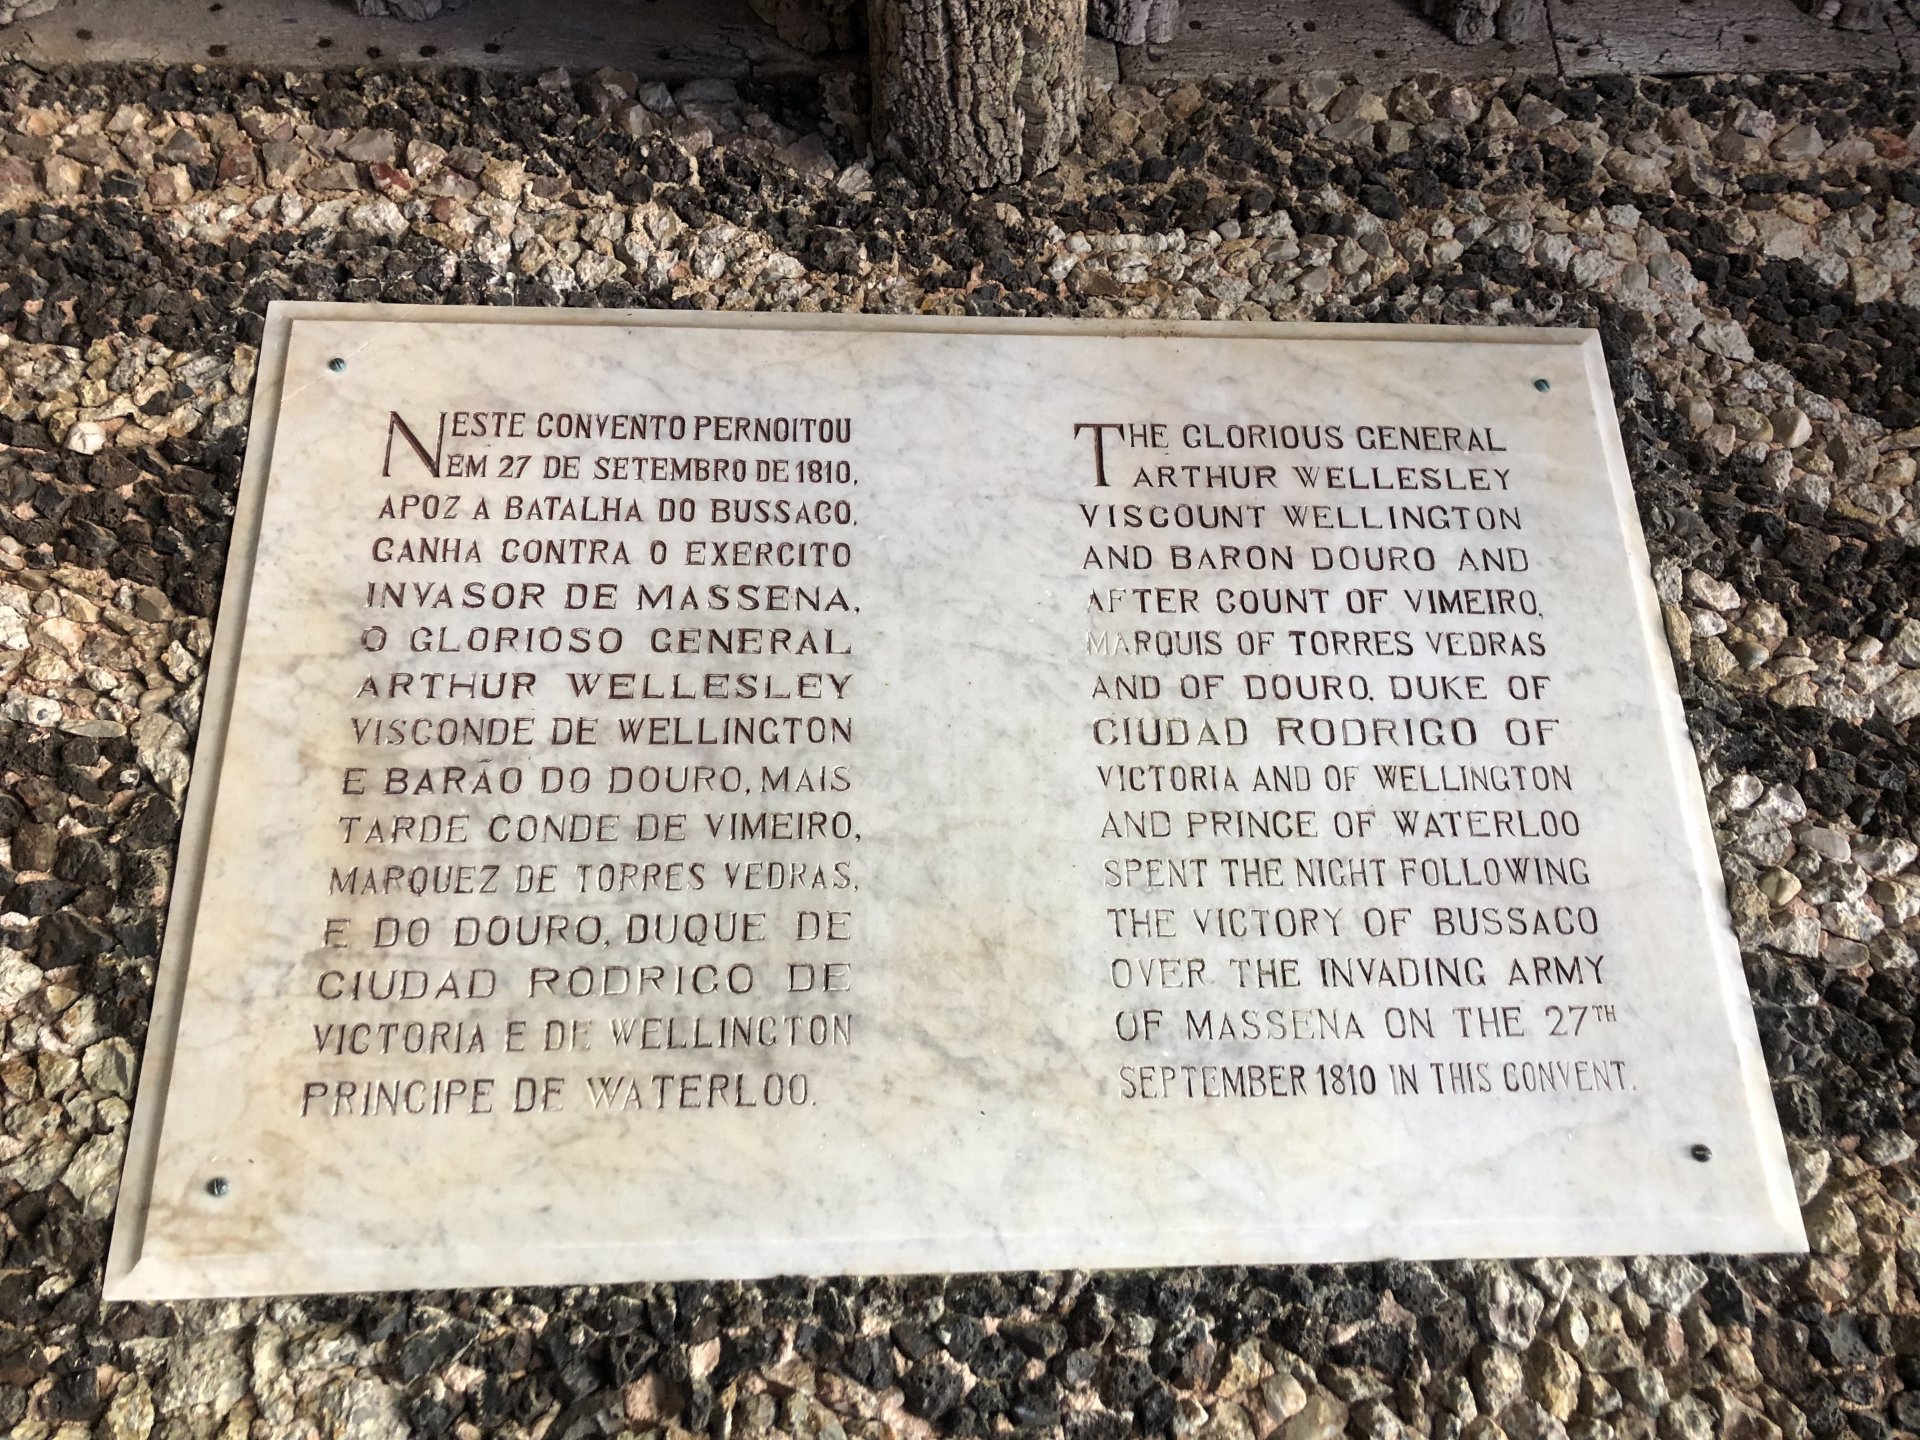 NESTE CONVENTO PERNOITOU
EM 27 DE SETEMBRO DE 1810,
APOZ A BATALHA DO BUSSACO,
GANHA CONTRA O EXERCITO
INVASOR DE MASSENA,
O GLORIOSO GENERAL
ARTHUR WELLESLEY
VISCONDE DE WELLINGTON
E BARÃO DO DOURO, MAIS
TARDE CONDE DE VIMEIRO,
MARQUEZ DE TORRES VEDRAS,
E DO DOURO, DUQUE DE
CIUDAD RODRIGO DE
VICTORIA E DE WELLINGTON
PRINCIPE DE WATERLOO.
THE GLORIOUS GENERAL
ARTHUR WELLESLEY
VISCOUNT WELLINGTON
AND BARON DOURO AND
AFTER COUNT OF VIMEIRO,
MARQUIS OF TORRES VEDRAS
AND OF DOURO, DUKE OF
CIUDAD RODRIGO OF
VICTORIA AND OF WELLINGTON
AND PRINCE OF WATERLOO
SPENT THE NIGHT FOLLOWING
THE VICTORY OF BUSSACO
OVER THE INVADING ARMY
OF MASSENA ON THE 27TH
SEPTEMBER 1810 IN THIS CONVENT.